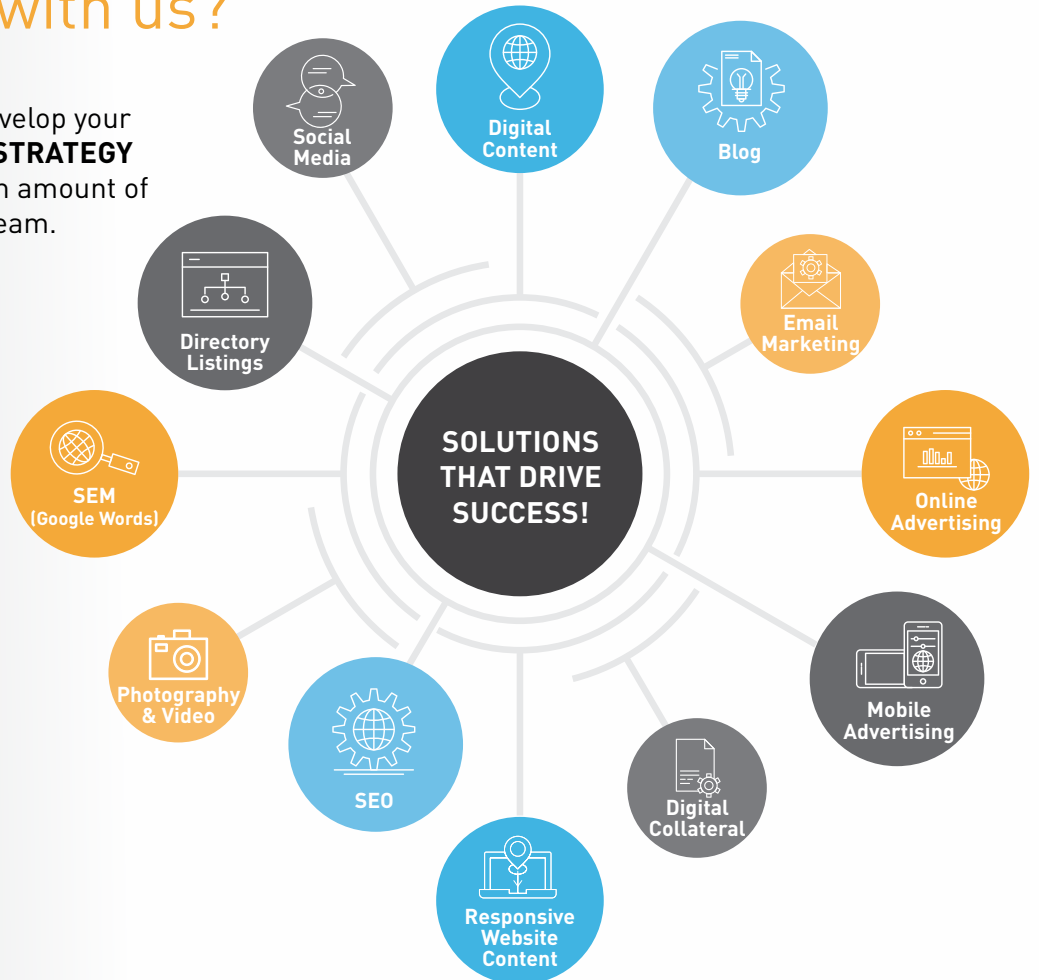 with us?
velop your
STRATEGY
amount of
eam.
Social
Media
Digital
Content
Blog
Directory
Listings
Email
Marketing
SOLUTIONS
THAT DRIVE
SUCCESS!
SEM
(Google Words)
Online
Advertising
Photography
& Video
Mobile
Advertising
SEO
Digital
Collateral
Responsive
Website
Content